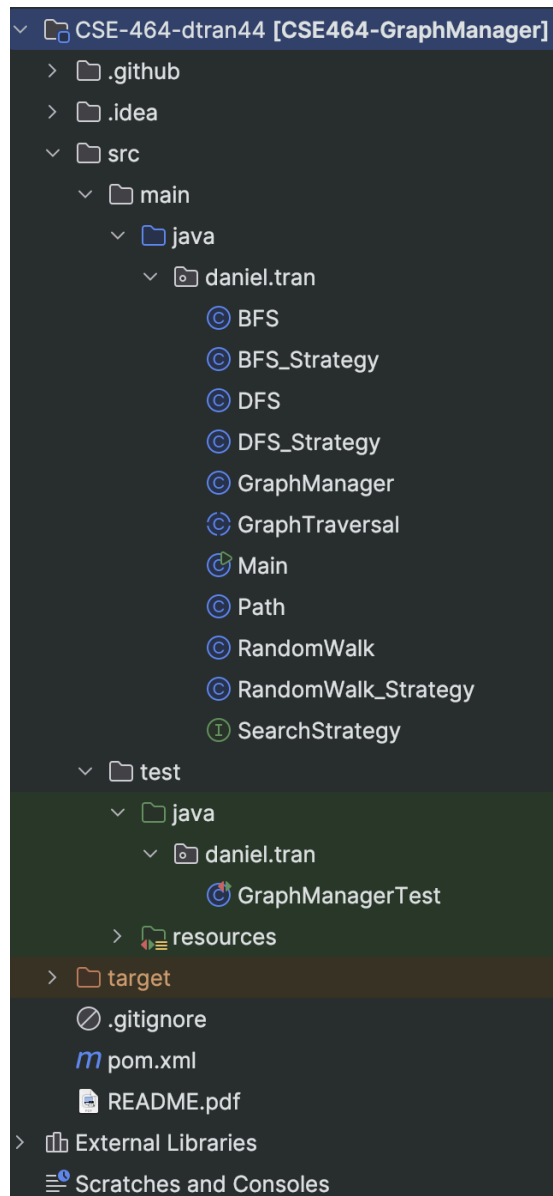 CSE-464-dtran44 [CSE464-GraphManager]
.github
.idea
src
main
java
daniel.tran
BFS
BFS_Strategy
DFS
DFS_Strategy
GraphManager
GraphTraversal
Main
Path
RandomWalk
RandomWalk_Strategy
SearchStrategy
test
java
daniel.tran
GraphManagerTest
resources
target
.gitignore
pom.xml
README.pdf
External Libraries
Scratches and Consoles